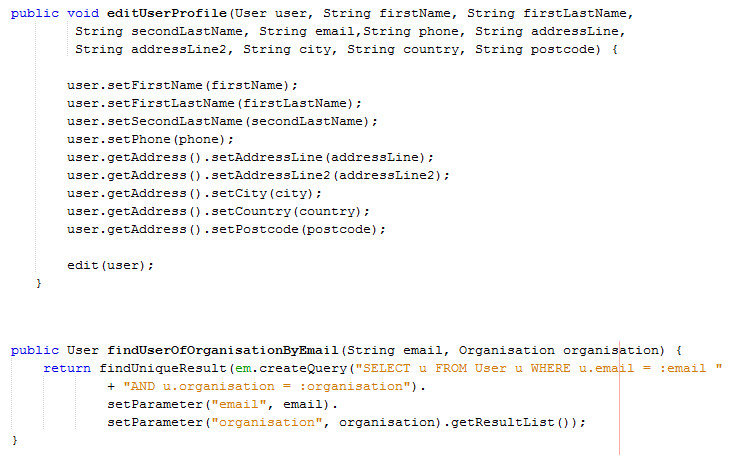 public void editUserProfile(User user, String firstName, String firstLastName,
String secondLastName, String email,String phone, String addressLine,
String addressLine2, String city, String country, String postcode) {
user.setFirstName(firstName);
user.setFirstLastName(firstLastName);
user.setSecondLastName(secondLastName);
user.setPhone(phone);
user.getAddress().setAddressLine(addressLine);
user.getAddress().setAddressLine2(addressLine2);
user.getAddress().setCity(city);
user.getAddress().setCountry(country);
user.getAddress().setPostcode(postcode);
edit(user);
}
public User findUserOfOrganisationByEmail(String email, Organisation organisation) {
return findUniqueResult(em.createQuery("SELECT u FROM User u WHERE u.email = :email "
+ "AND u.organisation = :organisation").
setParameter("email", email).
setParameter("organisation", organisation).getResultList());
}